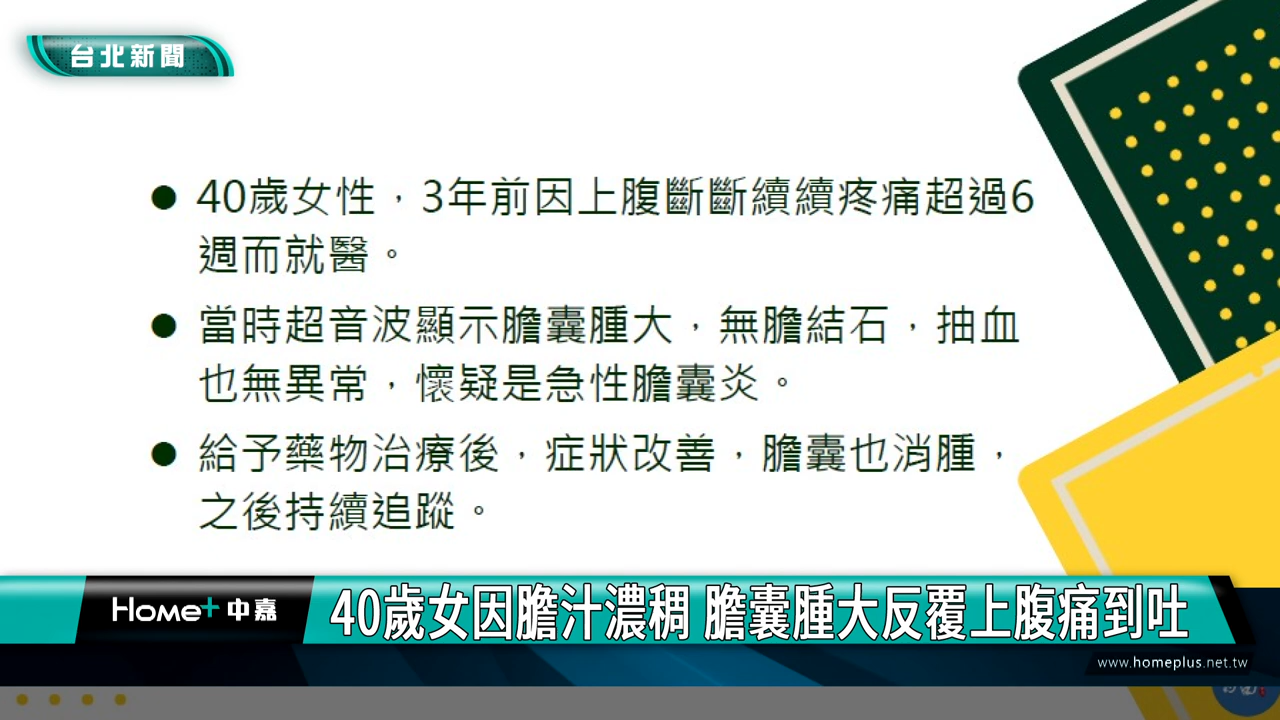 台北新聞
40歲女性，3年前因上腹斷斷續續疼痛超過6
週而就醫。
當時超音波顯示膽囊腫大，無膽結石，抽血
也無異常，懷疑是急性膽囊炎。
給予藥物治療後，症狀改善，膽囊也消腫，
之後持續追蹤。
Home+中嘉
40歲女因膽汁濃稠 膽囊腫大反覆上腹痛到吐
www.homeplus.net.tw